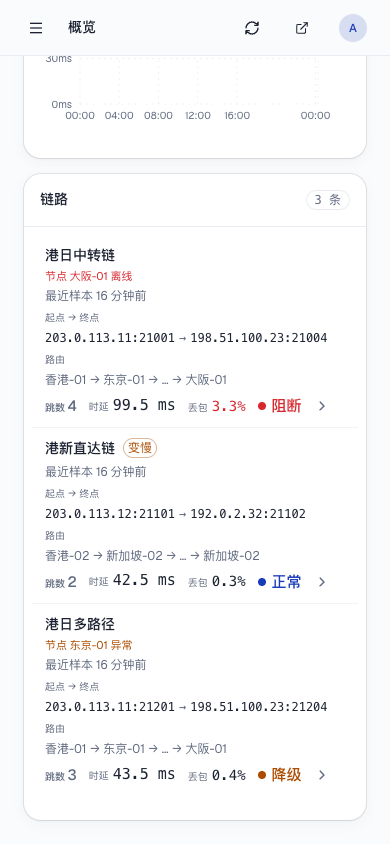 概览
A
30ms
0ms
00:00 04:00 08:00 12:00 16:00 00:00
链路
3 条
港日中转链
节点 大阪-01 离线
最近样本 16 分钟前
起点 → 终点
203.0.113.11:21001 → 198.51.100.23:21004
路由
香港-01 → 东京-01 → … → 大阪-01
跳数 4 时延 99.5 ms 丢包 3.3% 阻断
港新直达链 变慢
最近样本 16 分钟前
起点 → 终点
203.0.113.12:21101 → 192.0.2.32:21102
路由
香港-02 → 新加坡-02 → … → 新加坡-02
跳数 2 时延 42.5 ms 丢包 0.3% 正常
港日多路径
节点 东京-01 异常
最近样本 16 分钟前
起点 → 终点
203.0.113.11:21201 → 198.51.100.23:21204
路由
香港-01 → 东京-01 → … → 大阪-01
跳数 3 时延 43.5 ms 丢包 0.4% 降级